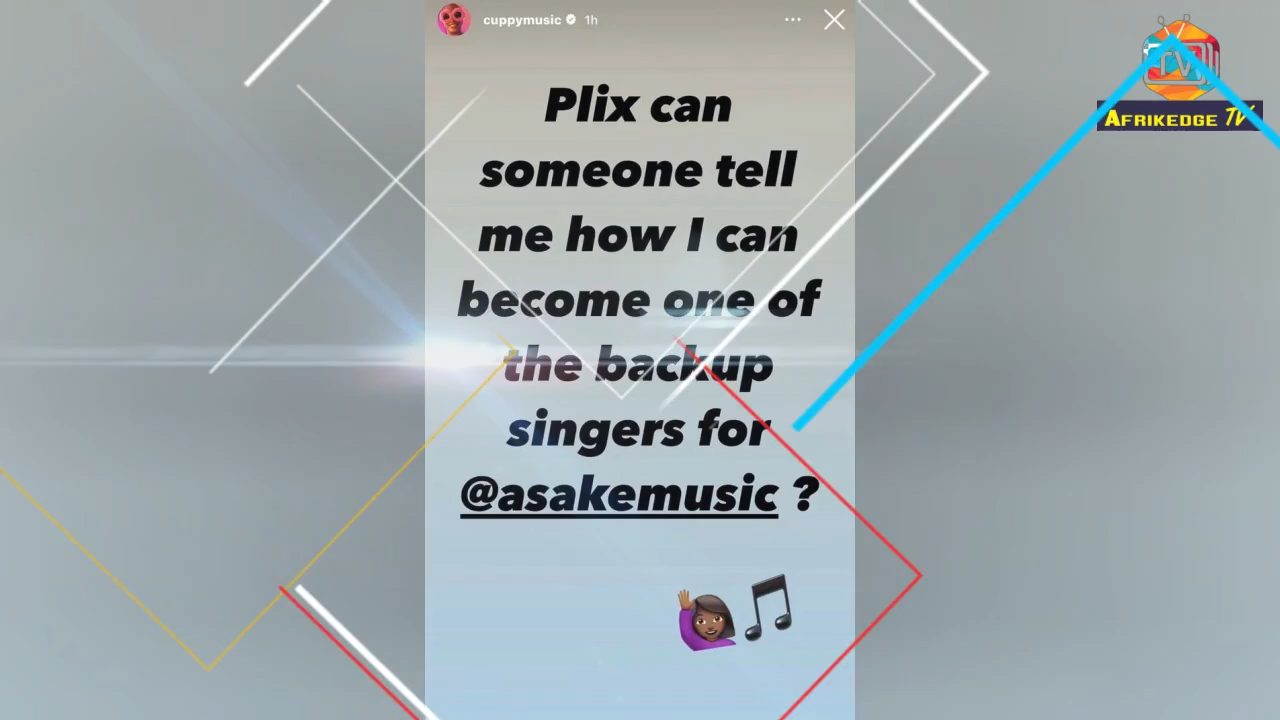 cuppymusic 1h
Plix can
someone tell
me how I can
become one of
the backup
singers for
@asakemusic ?
TV
AFRIKEDGE TV